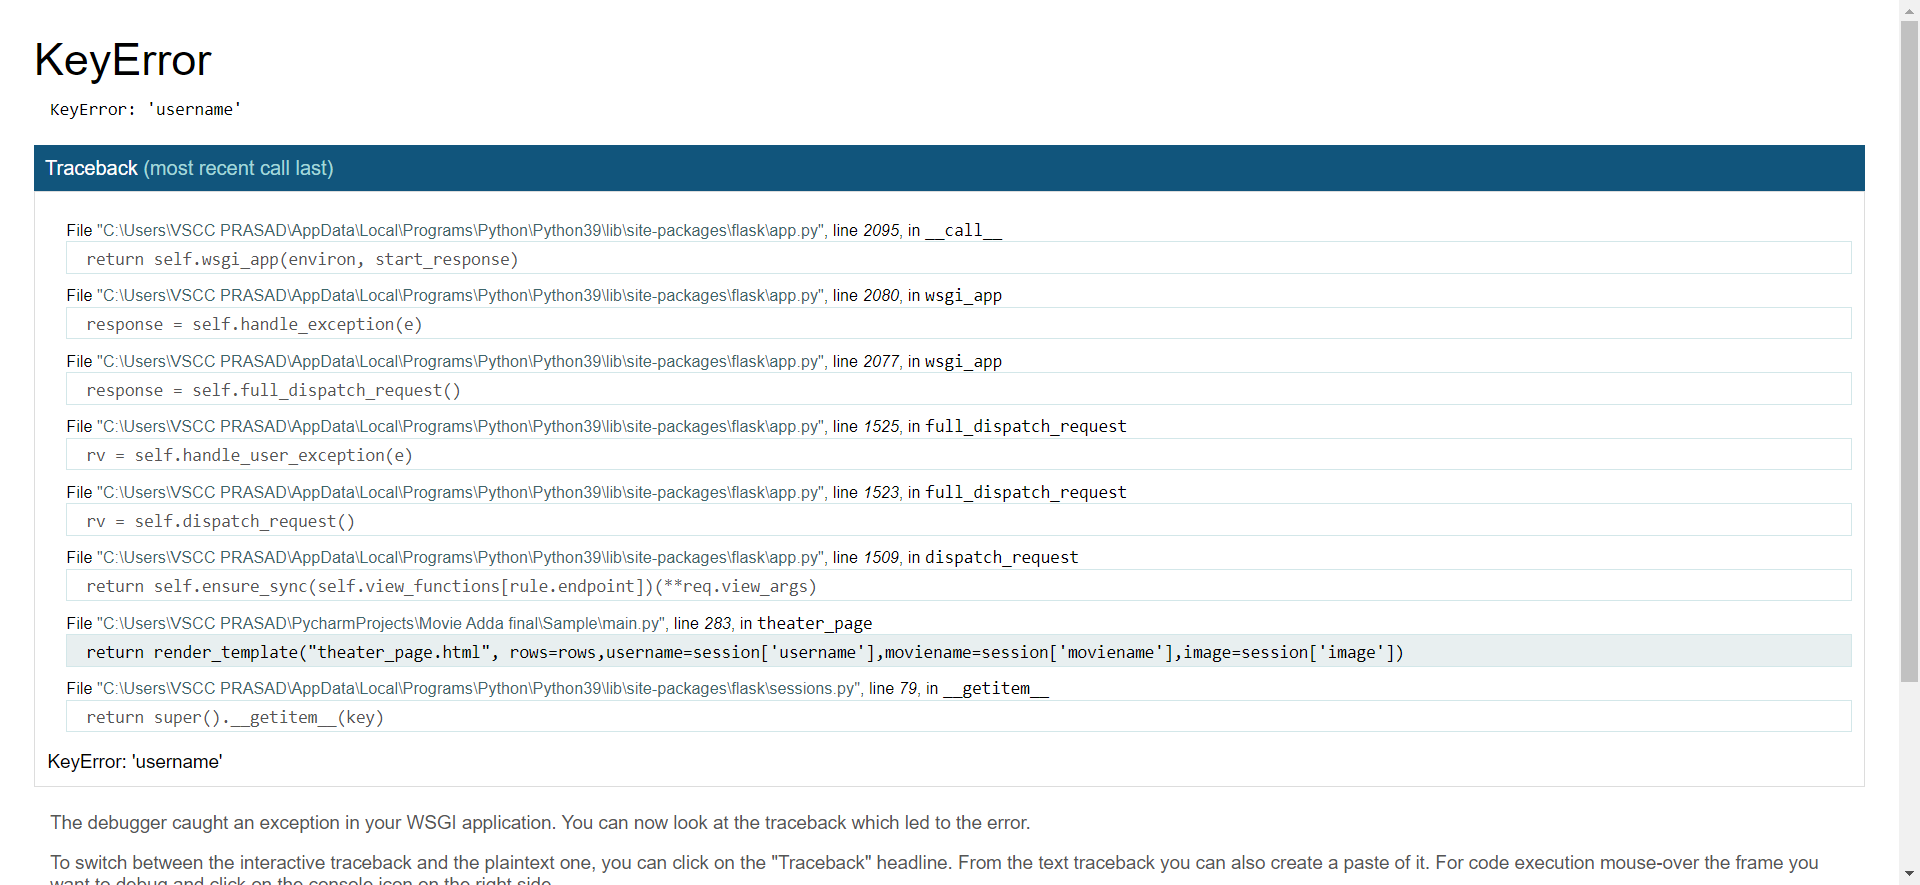 KeyError
KeyError: 'username'
Traceback (most recent call last)
File "C:\Users\VSCC PRASAD\AppData\Local\Programs\Python\Python39\lib\site-packages\flask\app.py", line 2095, in __call__
return self.wsgi_app(environ, start_response)
File "C:\Users\VSCC PRASAD\AppData\Local\Programs\Python\Python39\lib\site-packages\flask\app.py", line 2080, in wsgi_app
response = self.handle_exception(e)
File "C:\Users\VSCC PRASAD\AppData\Local\Programs\Python\Python39\lib\site-packages\flask\app.py", line 2077, in wsgi_app
response = self.full_dispatch_request()
File "C:\Users\VSCC PRASAD\AppData\Local\Programs\Python\Python39\lib\site-packages\flask\app.py", line 1525, in full_dispatch_request
rv = self.handle_user_exception(e)
File "C:\Users\VSCC PRASAD\AppData\Local\Programs\Python\Python39\lib\site-packages\flask\app.py", line 1523, in full_dispatch_request
rv = self.dispatch_request()
File "C:\Users\VSCC PRASAD\AppData\Local\Programs\Python\Python39\lib\site-packages\flask\app.py", line 1509, in dispatch_request
return self.ensure_sync(self.view_functions[rule.endpoint])(**req.view_args)
File "C:\Users\VSCC PRASAD\PycharmProjects\Movie Adda final\Sample\main.py", line 283, in theater_page
return render_template("theater_page.html", rows=rows,username=session['username'],moviename=session['moviename'],image=session['image'])
File "C:\Users\VSCC PRASAD\AppData\Local\Programs\Python\Python39\lib\site-packages\flask\sessions.py", line 79, in __getitem__
return super().__getitem__(key)
KeyError: 'username'
The debugger caught an exception in your WSGI application. You can now look at the traceback which led to the error.
To switch between the interactive traceback and the plaintext one, you can click on the "Traceback" headline. From the text traceback you can also create a paste of it. For code execution mouse-over the frame you
want to debug and click on the console icon on the right side.